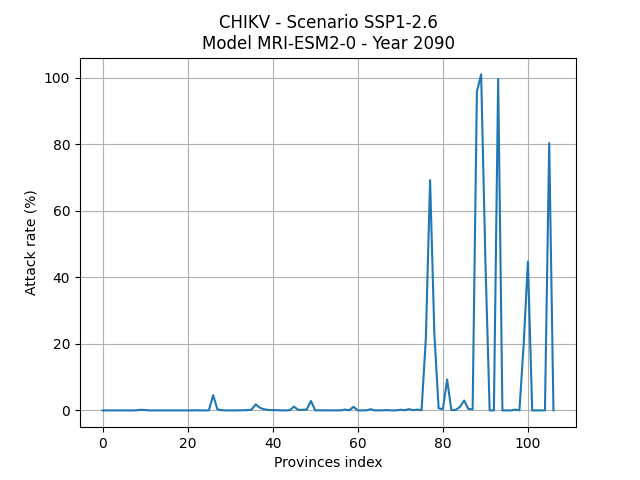 CHIKV - Scenario SSP1-2.6
Model MRI-ESM2-0 - Year 2090
Attack rate (%)
100
80
60
40
20
0
0 20 40 60 80 100
Provinces index